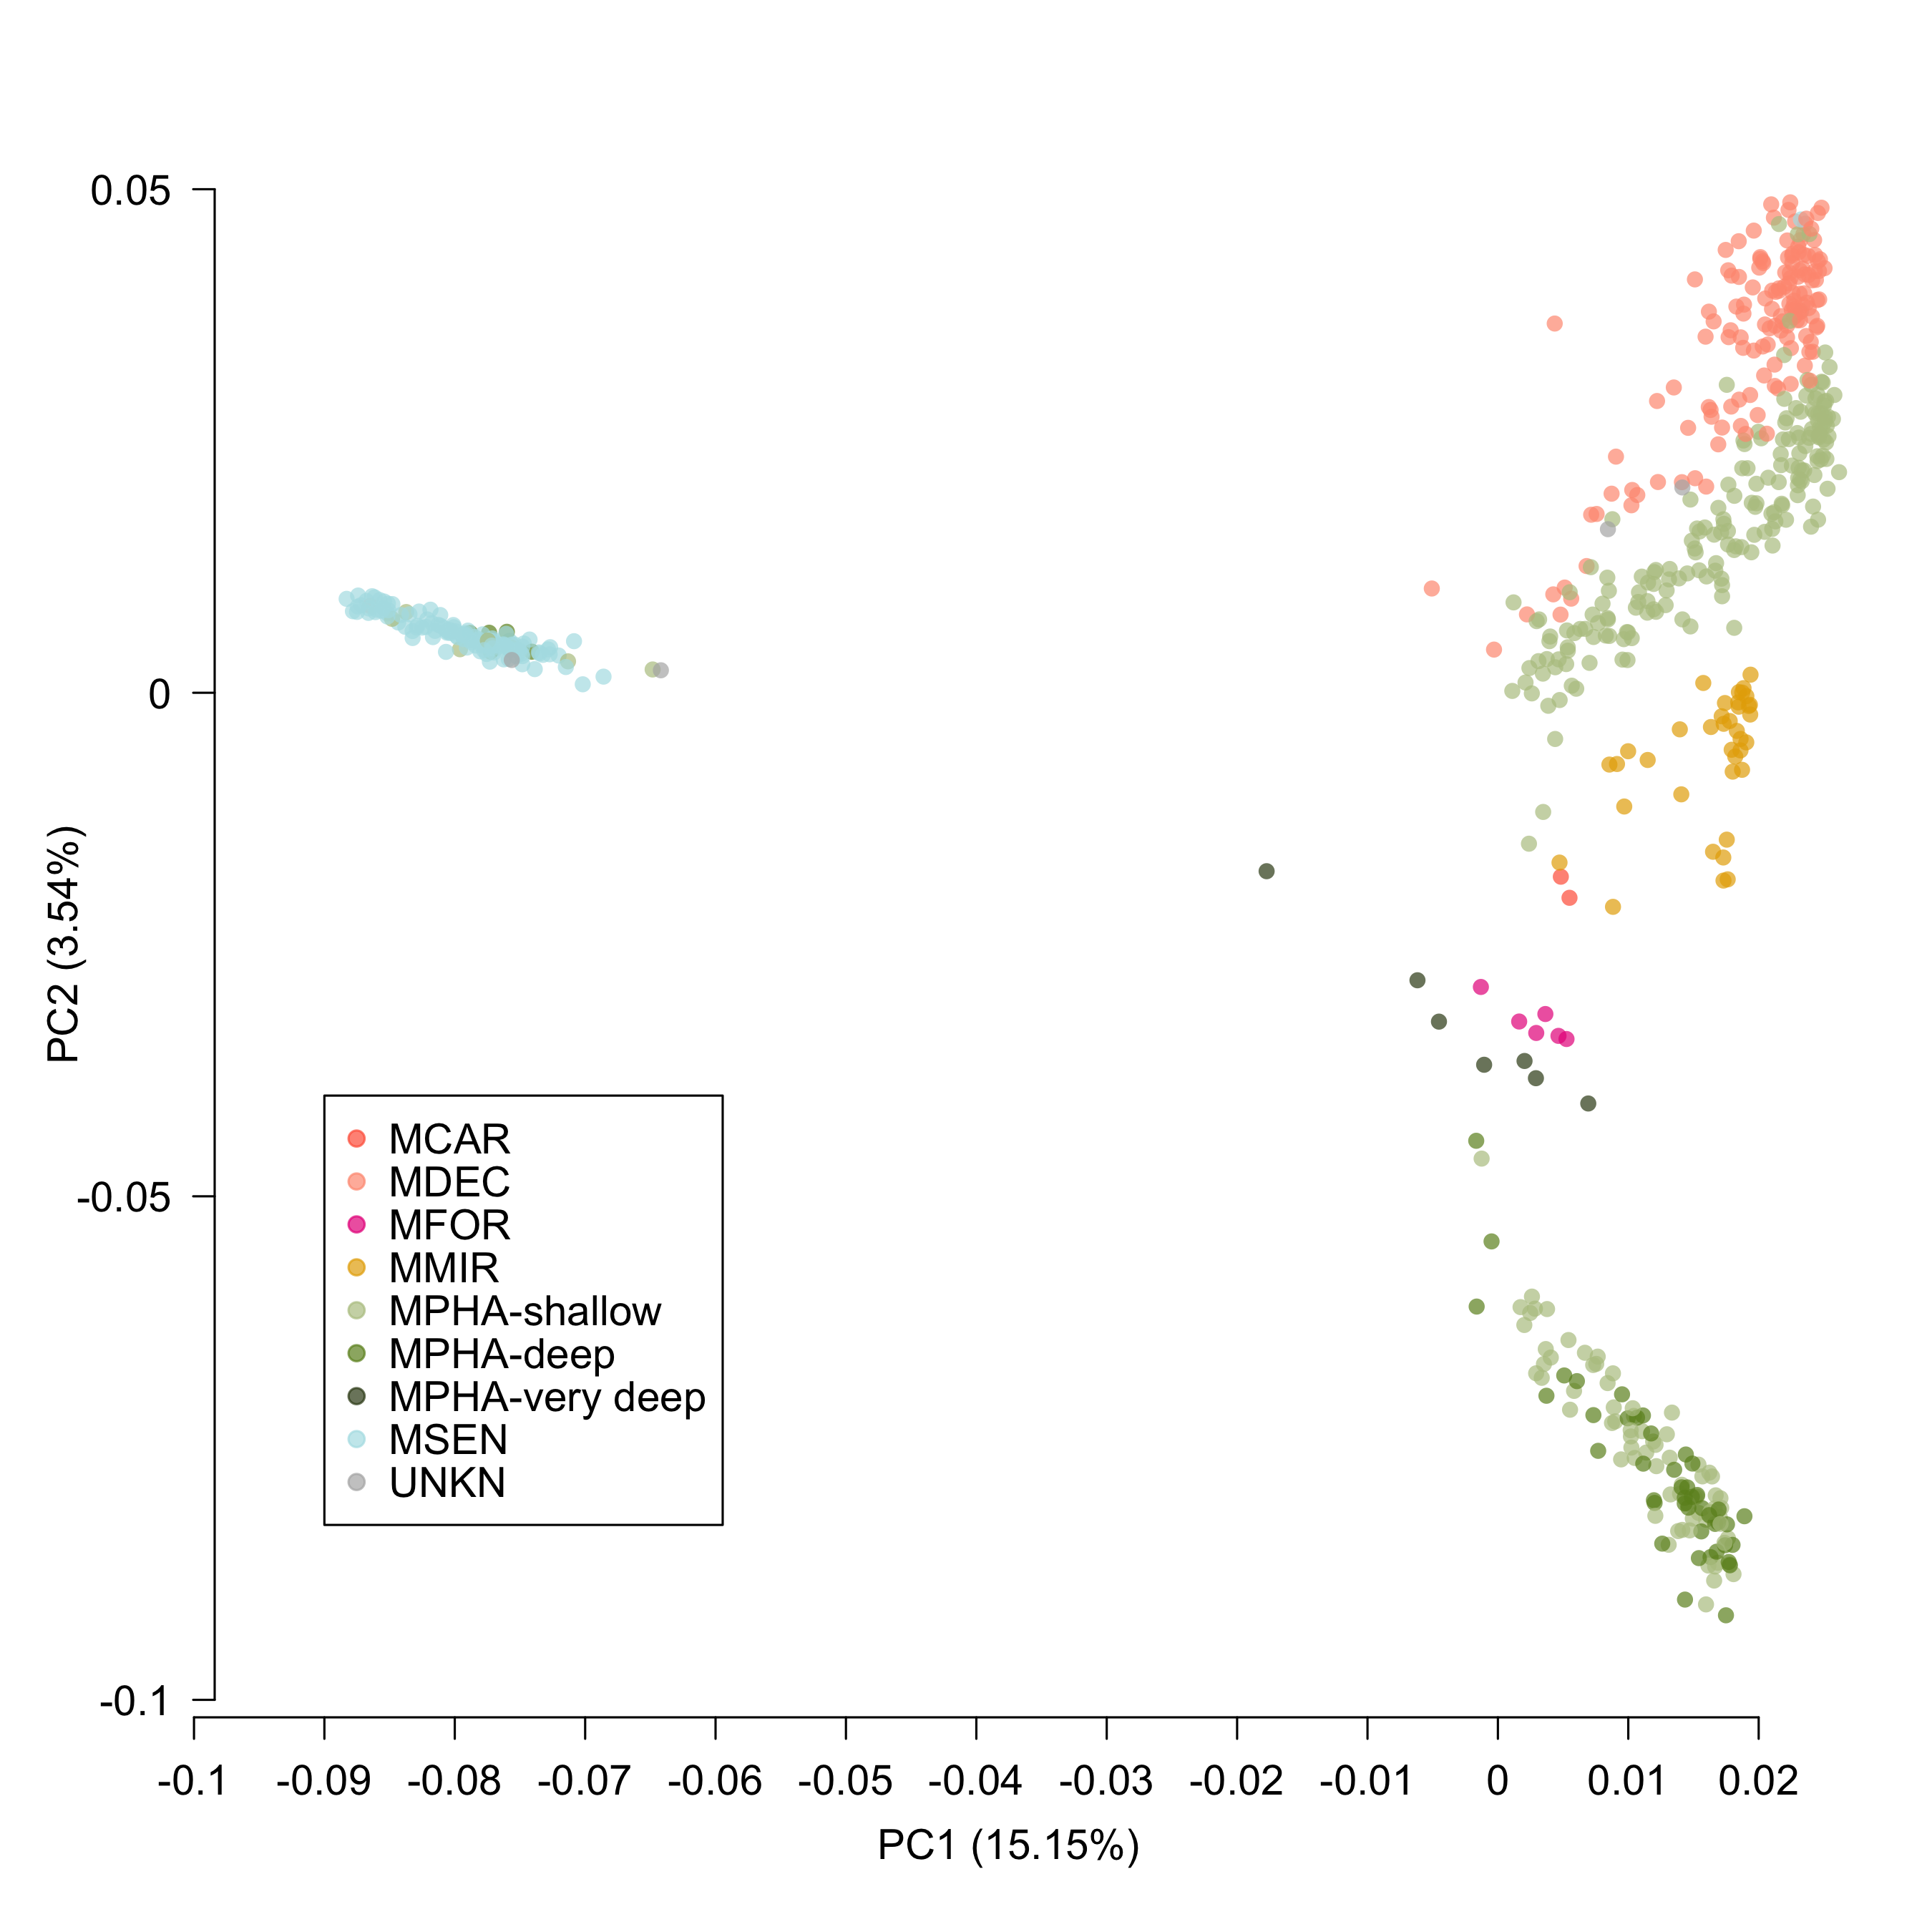 0.05
0
-0.05
-0.1
PC2 (3.54%)
MCAR
MDEC
MFOR
MMIR
MPHA-shallow
MPHA-deep
MPHA-very deep
MSEN
UNKN
-0.1 -0.09 -0.08 -0.07 -0.06 -0.05 -0.04 -0.03 -0.02 -0.01 0 0.01 0.02
PC1 (15.15%)